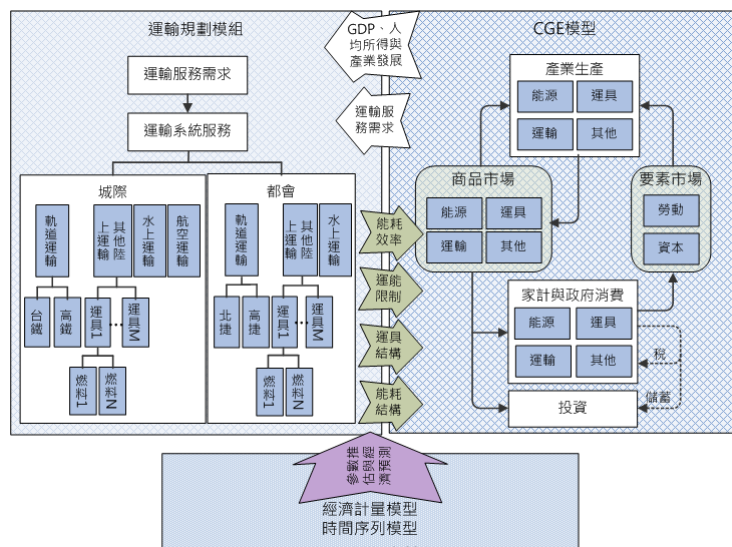 運輸規劃模組
運輸服務需求
運輸系統服務
城際
軌道運輸
其他陸
上運輸
水上運輸
航空運輸
台鐵
高鐵
運具1
…
運具M
燃料1
燃料N
都會
軌道運輸
其他陸
上運輸
水上運輸
北捷
高捷
運具1
…
運具M
燃料1
燃料N
GDP、人
均所得與
產業發展
運輸服
務需求
能耗
效率
運能
限制
運具
結構
能耗
結構
CGE模型
產業生產
能源
運具
運輸
其他
商品市場
能源
運具
運輸
其他
要素市場
勞動
資本
家計與政府消費
能源
運具
運輸
其他
稅
儲蓄
投資
參數推
估與經
濟預測
經濟計量模型
時間序列模型